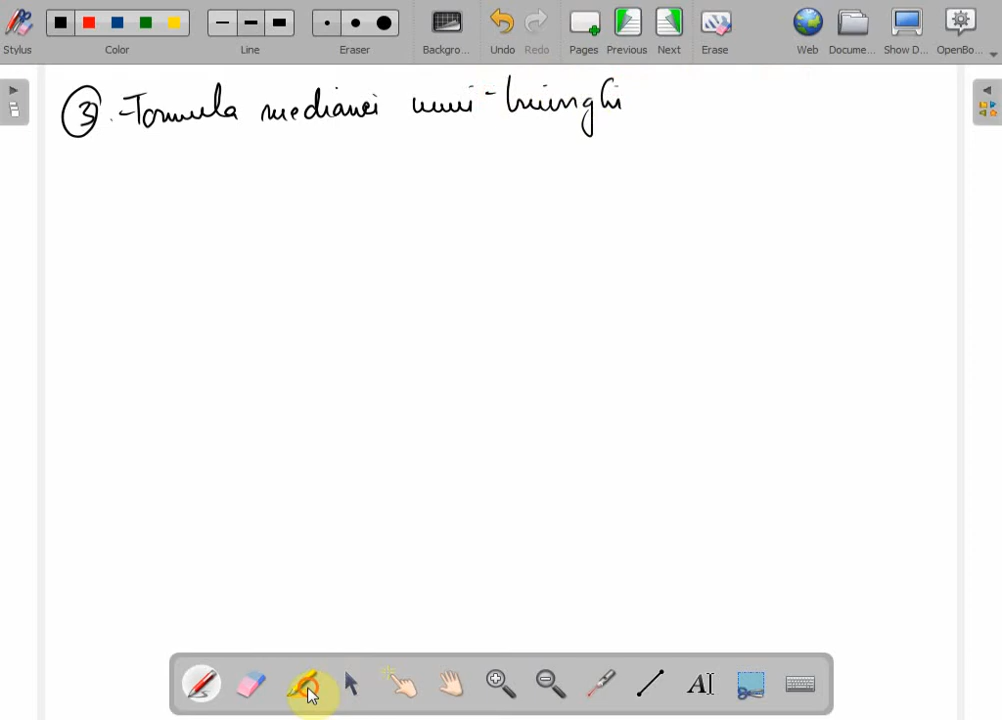 Stylus Color Line Eraser Backgro... Undo Redo Pages Previous Next Erase Web Docume... Show D... OpenBo...
③ Formula medianei unui triunghi